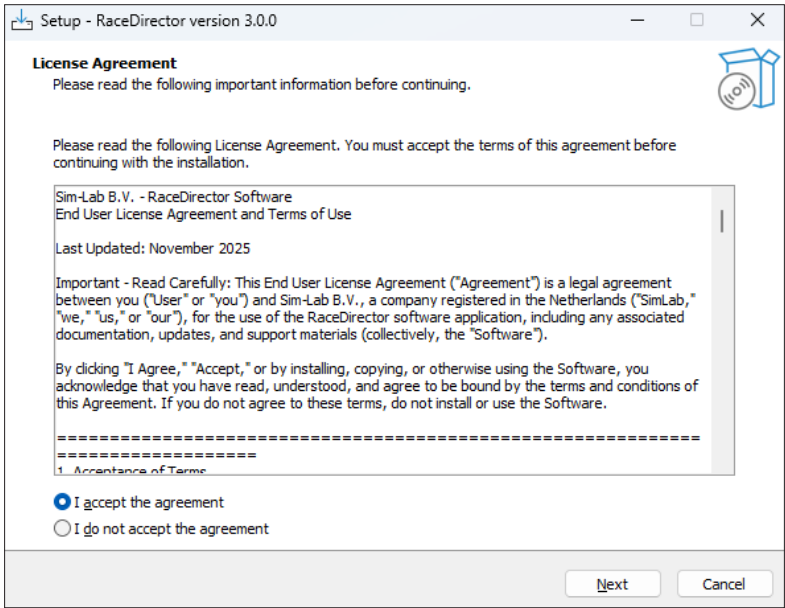 Setup - RaceDirector version 3.0.0
License Agreement
Please read the following important information before continuing.
Please read the following License Agreement. You must accept the terms of this agreement before
continuing with the installation.
Sim-Lab B.V. - RaceDirector Software
End User License Agreement and Terms of Use
Last Updated: November 2025
Important - Read Carefully: This End User License Agreement ("Agreement") is a legal agreement
between you ("User" or "you") and Sim-Lab B.V., a company registered in the Netherlands ("SimLab,"
"we," "us," or "our"), for the use of the RaceDirector software application, including any associated
documentation, updates, and support materials (collectively, the "Software").
By clicking "I Agree," "Accept," or by installing, copying, or otherwise using the Software, you
acknowledge that you have read, understood, and agree to be bound by the terms and conditions of
this Agreement. If you do not agree to these terms, do not install or use the Software.
=============================================================
===================
1. Acceptance of Terms
I accept the agreement
I do not accept the agreement
Next
Cancel